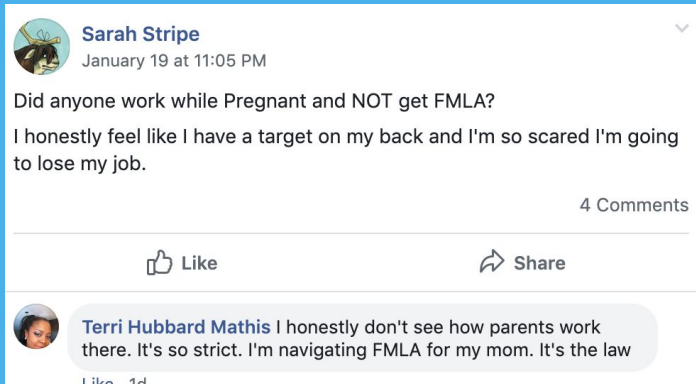 Sarah Stripe
January 19 at 11:05 PM
Did anyone work while Pregnant and NOT get FMLA?
I honestly feel like I have a target on my back and I'm so scared I'm going
to lose my job.
4 Comments
Like
Share
Terri Hubbard Mathis I honestly don't see how parents work
there. It's so strict. I'm navigating FMLA for my mom. It's the law
Like 1d